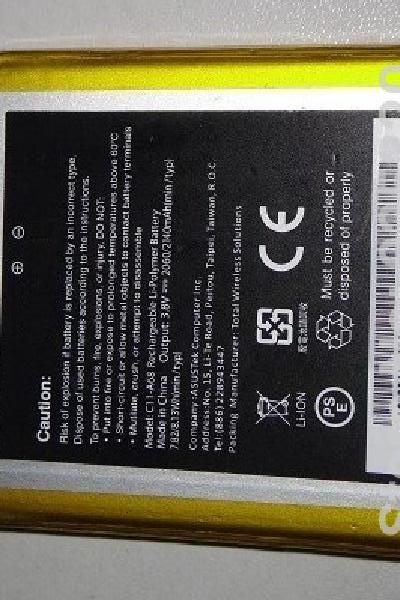 Caution:
Risk of explosion if battery is replaced by an incorrect type.
Dispose of used batteries according to the instructions.
To prevent burns, fire, explosions, or injury, DO NOT:
• Put into fire or expose to prolonged temperatures above 60°C
• Short-circuit or allow metal objects to contact battery terminals
• Mutilate, crush, or attempt to disassemble
Model: C11-A68 Rechargeable Li-Polymer Battery
Made in China Output: 3.8V 2060/2140mAh(min/typ)
7.82/8.13Wh(min/typ)
Company: ASUSTek Computer Inc.
Address: No. 15, Li-Te Road, Peitou, Taipei, Taiwan, R.O.C.
Tel: (886)228943447
Packing Manufacturer: Total Wireless Solutions
LI-ION
Must be recycled or
disposed of properly
PS
E
CE